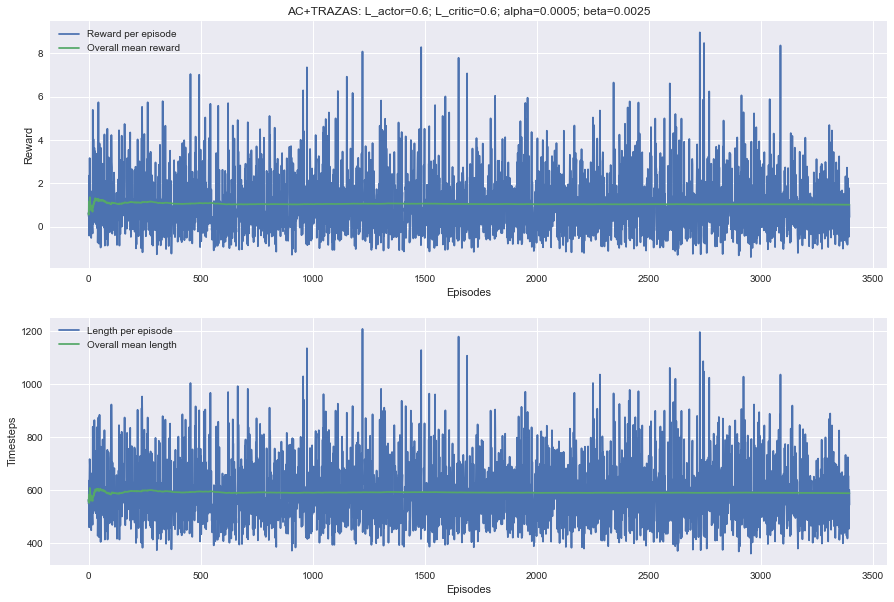 AC+TRAZAS: L_actor=0.6; L_critic=0.6; alpha=0.0005; beta=0.0025
Reward per episode
Overall mean reward
8
6
4
2
0
Reward
0 500 1000 1500 2000 2500 3000 3500
Episodes
Length per episode
Overall mean length
1200
1000
800
600
400
Timesteps
0 500 1000 1500 2000 2500 3000 3500
Episodes